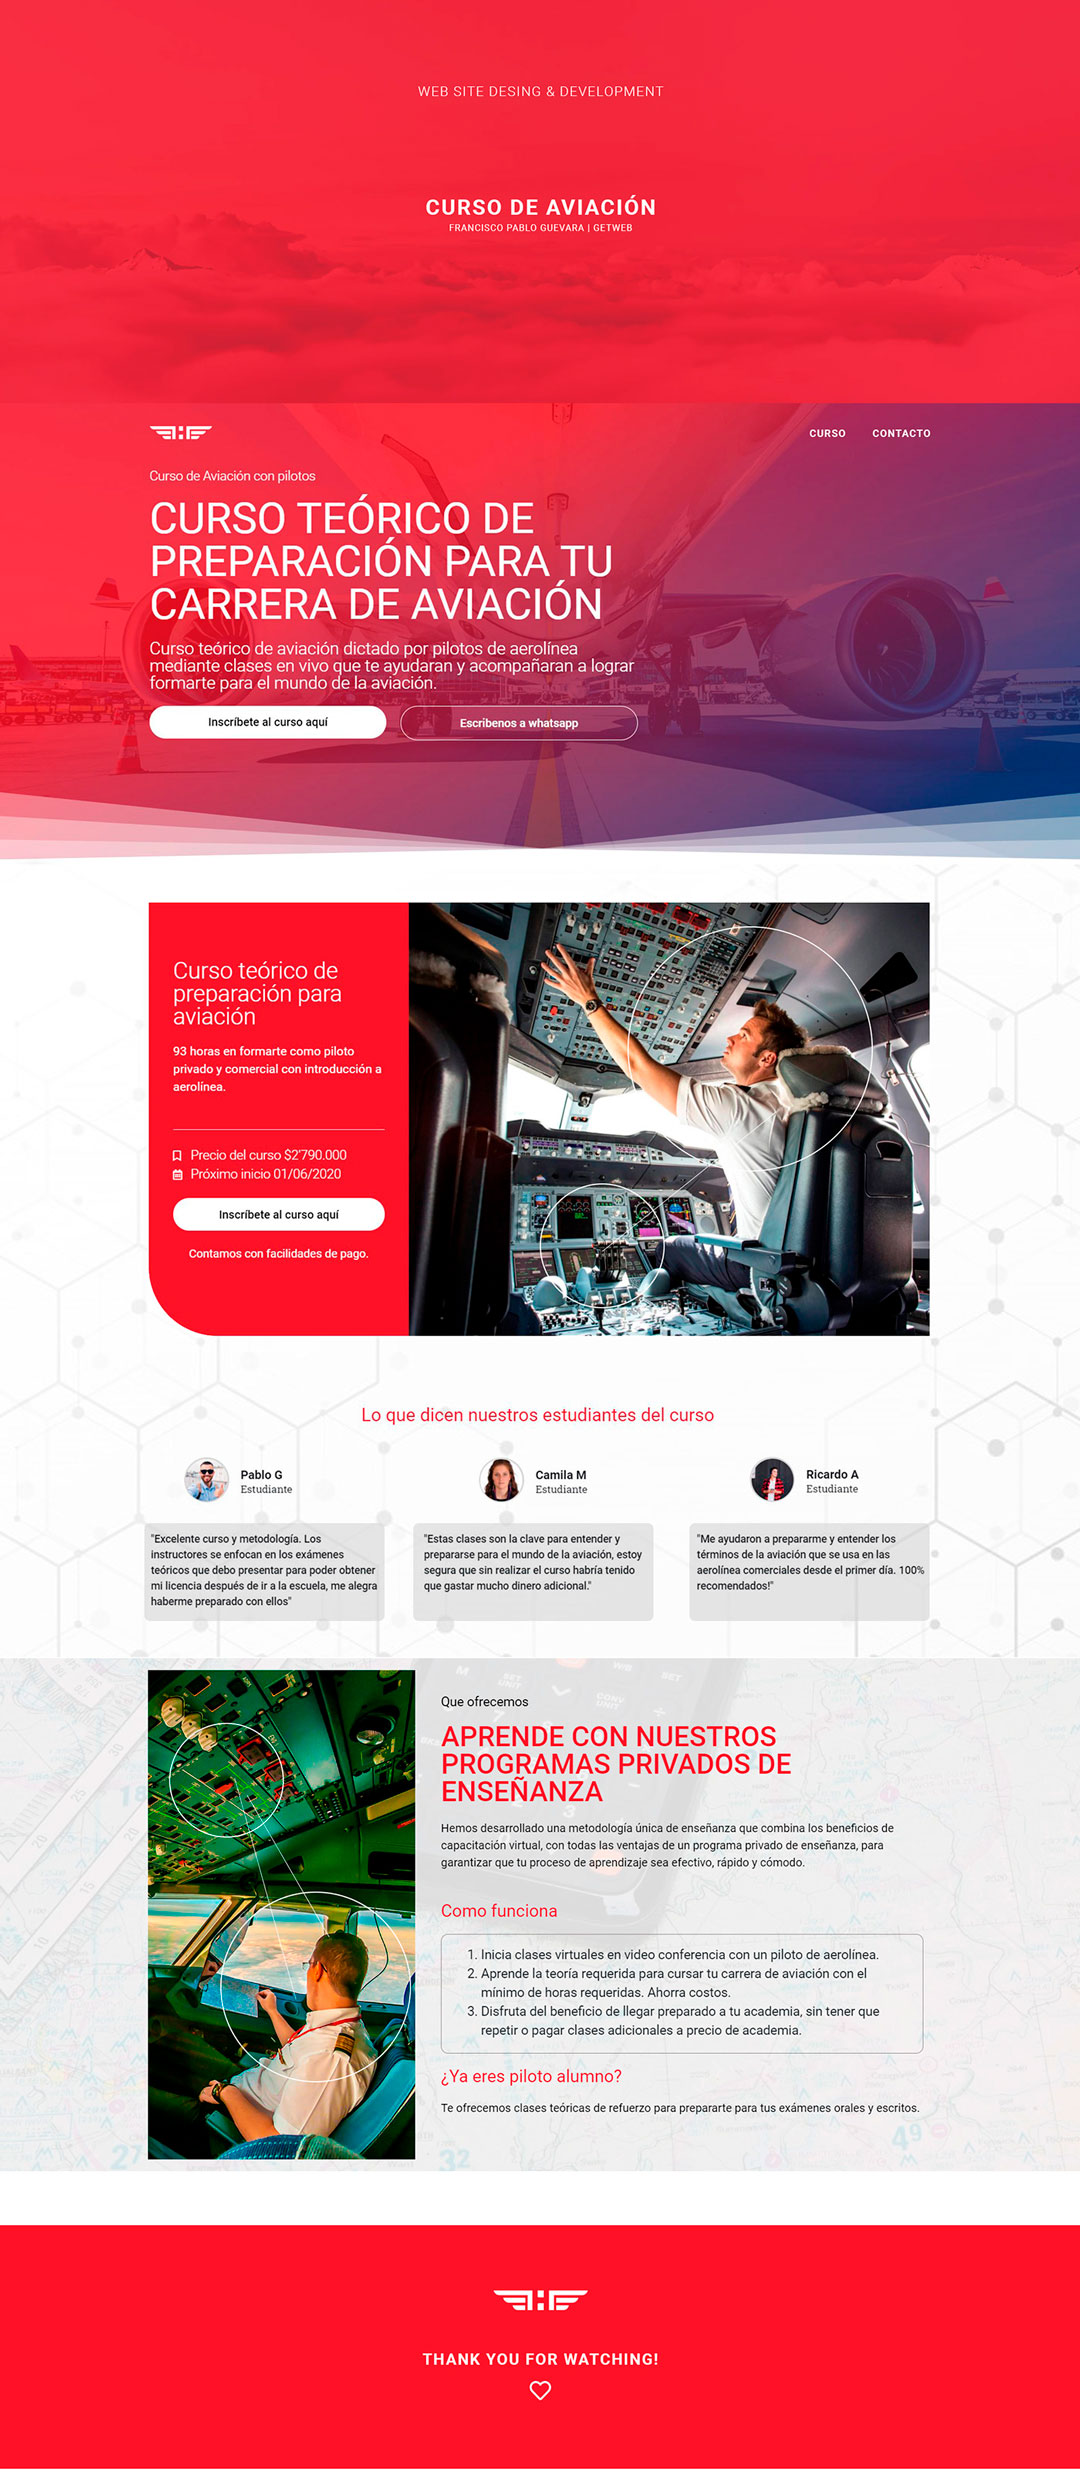 WEB SITE DESING & DEVELOPMENT
CURSO DE AVIACIÓN
FRANCISCO PABLO GUEVARA | GETWEB
CURSO
CONTACTO
Curso de Aviación con pilotos
CURSO TEÓRICO DE
PREPARACIÓN PARA TU
CARRERA DE AVIACIÓN
Curso teórico de aviación dictado por pilotos de aerolínea
mediante clases en vivo que te ayudaran y acompañaran a lograr
formarte para el mundo de la aviación.
Inscríbete al curso aquí
Escribenos a whatsapp
Curso teórico de
preparación para
aviación
93 horas en formarte como piloto
privado y comercial con introducción a
aerolínea.
Precio del curso $2'790.000
Próximo inicio 01/06/2020
Inscríbete al curso aquí
Contamos con facilidades de pago.
Lo que dicen nuestros estudiantes del curso
Pablo G
Estudiante
"Excelente curso y metodología. Los
instructores se enfocan en los exámenes
teóricos que debo presentar para poder obtener
mi licencia después de ir a la escuela, me alegra
haberme preparado con ellos"
Camila M
Estudiante
"Estas clases son la clave para entender y
prepararse para el mundo de la aviación, estoy
segura que sin realizar el curso habría tenido
que gastar mucho dinero adicional."
Ricardo A
Estudiante
"Me ayudaron a prepararme y entender los
términos de la aviación que se usa en las
aerolínea comerciales desde el primer día. 100%
recomendados!"
Que ofrecemos
APRENDE CON NUESTROS
PROGRAMAS PRIVADOS DE
ENSEÑANZA
Hemos desarrollado una metodología única de enseñanza que combina los beneficios de
capacitación virtual, con todas las ventajas de un programa privado de enseñanza, para
garantizar que tu proceso de aprendizaje sea efectivo, rápido y cómodo.
Como funciona
1. Inicia clases virtuales en video conferencia con un piloto de aerolínea.
2. Aprende la teoría requerida para cursar tu carrera de aviación con el
mínimo de horas requeridas. Ahorra costos.
3. Disfruta del beneficio de llegar preparado a tu academia, sin tener que
repetir o pagar clases adicionales a precio de academia.
¿Ya eres piloto alumno?
Te ofrecemos clases teóricas de refuerzo para prepararte para tus exámenes orales y escritos.
27
32
49
THANK YOU FOR WATCHING!